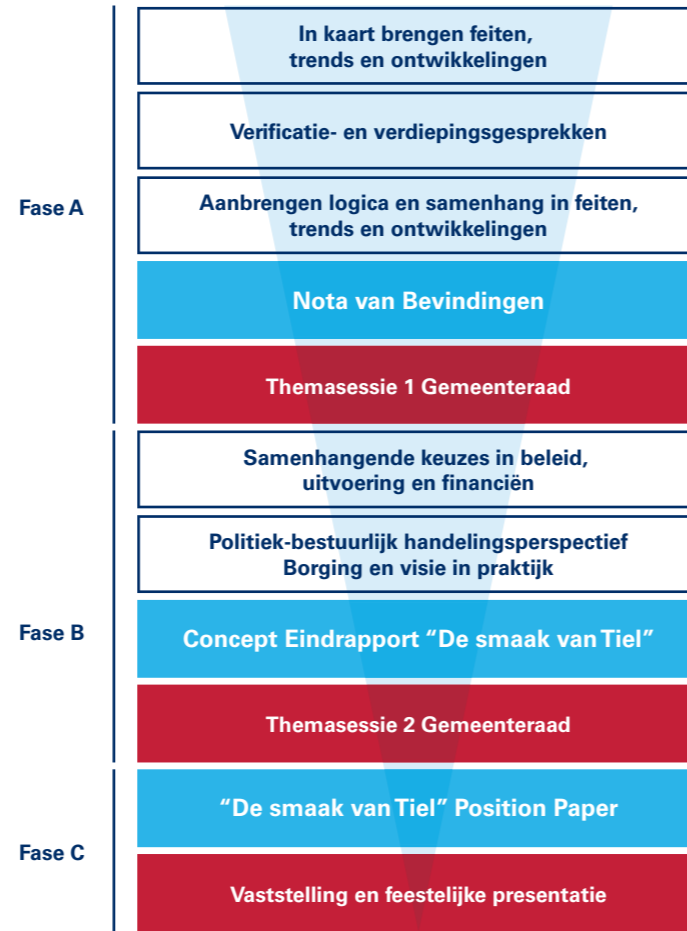 In kaart brengen feiten,
trends en ontwikkelingen
Verificatie- en verdiepingsgesprekken
Fase A
Aanbrengen logica en samenhang in feiten,
trends en ontwikkelingen
Nota van Bevindingen
Themasessie 1 Gemeenteraad
Samenhangende keuzes in beleid,
uitvoering en financiën
Politiek-bestuurlijk handelingsperspectief
Borging en visie in praktijk
Fase B
Concept Eindrapport “De smaak van Tiel”
Themasessie 2 Gemeenteraad
“De smaak van Tiel” Position Paper
Fase C
Vaststelling en feestelijke presentatie